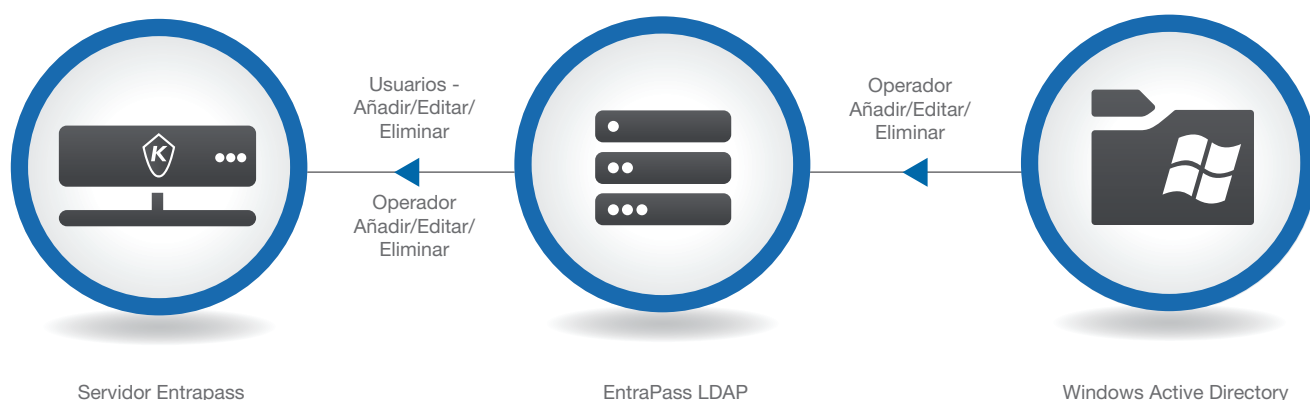 Usuarios -
Añadir/Editar/
Eliminar
Operador
Añadir/Editar/
Eliminar
Operador
Añadir/Editar/
Eliminar
K
Servidor Entrapass
EntraPass LDAP
Windows Active Directory